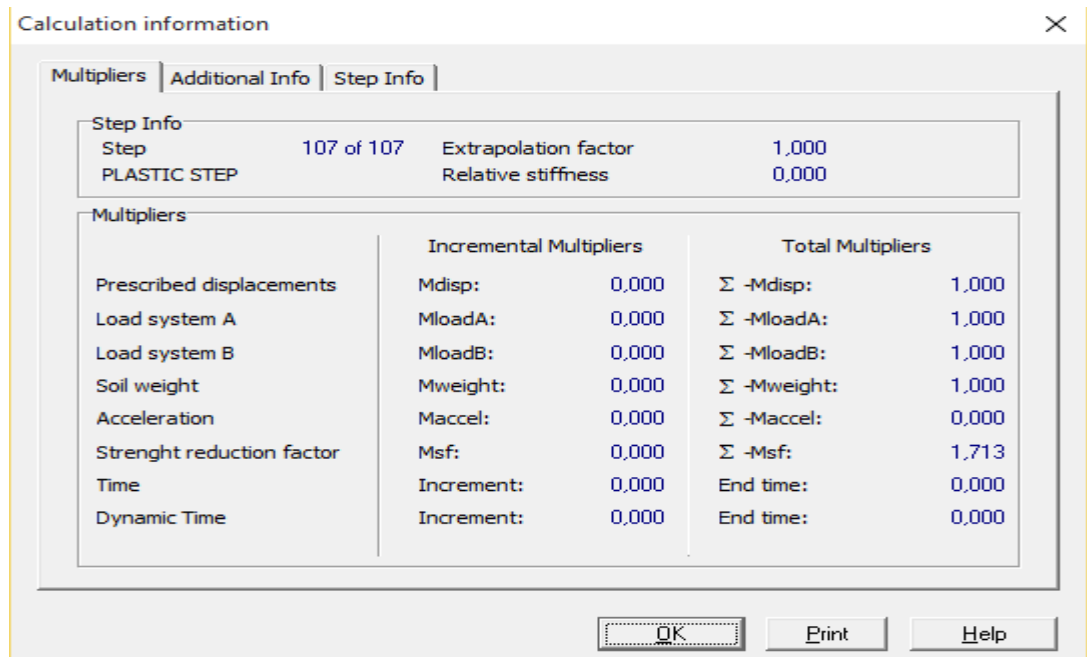 Calculation information
Multipliers Additional Info Step Info
Step Info
Step 107 of 107 Extrapolation factor 1,000
PLASTIC STEP Relative stiffness 0,000
Multipliers
Incremental Multipliers Total Multipliers
Prescribed displacements Mdisp: 0,000 Σ -Mdisp: 1,000
Load system A MloadA: 0,000 Σ -MloadA: 1,000
Load system B MloadB: 0,000 Σ -MloadB: 1,000
Soil weight Mweight: 0,000 Σ -Mweight: 1,000
Acceleration Maccel: 0,000 Σ -Maccel: 0,000
Strenght reduction factor Msf: 0,000 Σ -Msf: 1,713
Time Increment: 0,000 End time: 0,000
Dynamic Time Increment: 0,000 End time: 0,000
OK Print Help